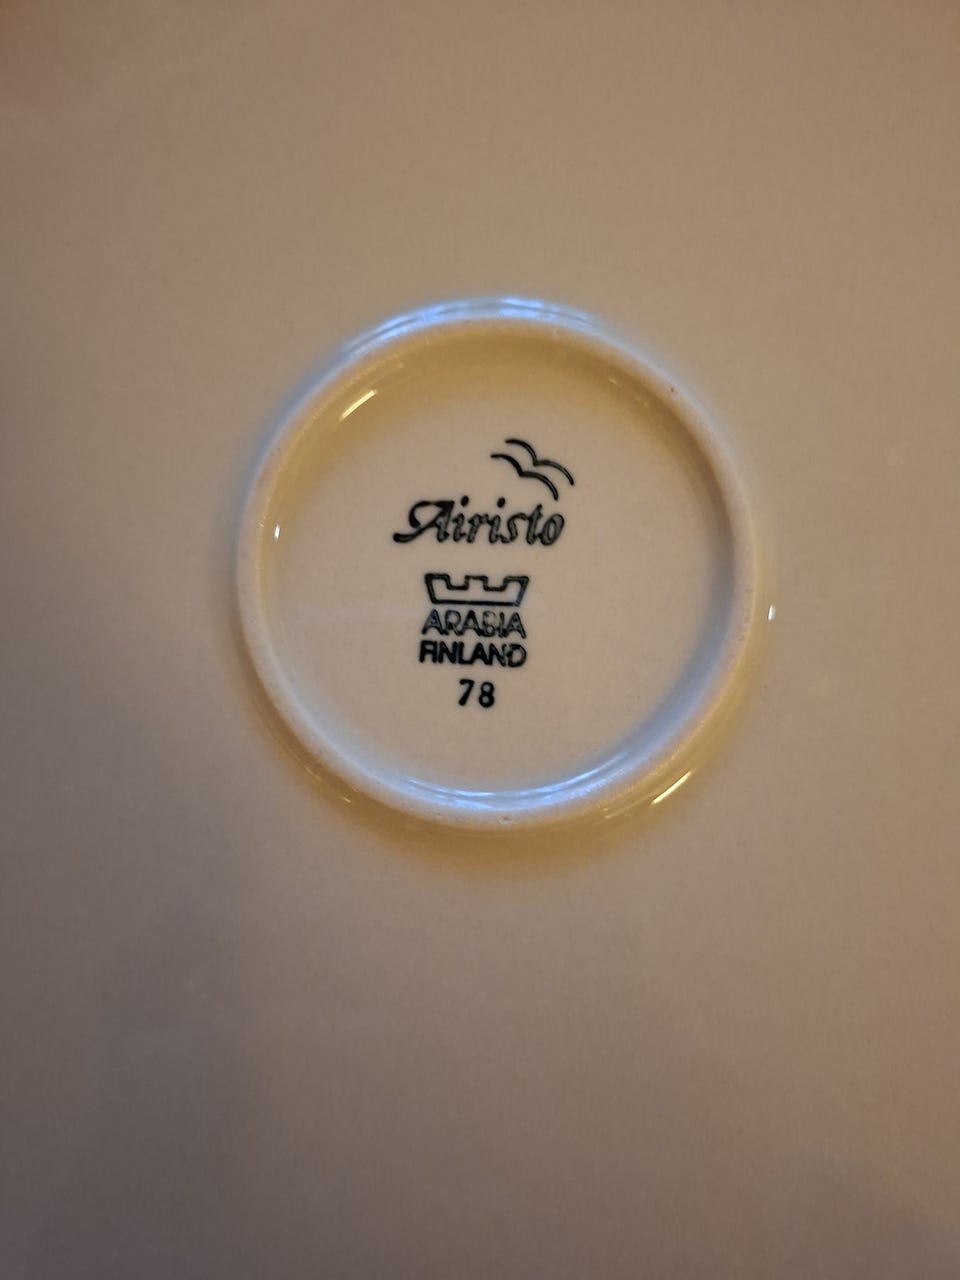 Airisto
ARABIA
FINLAND
78